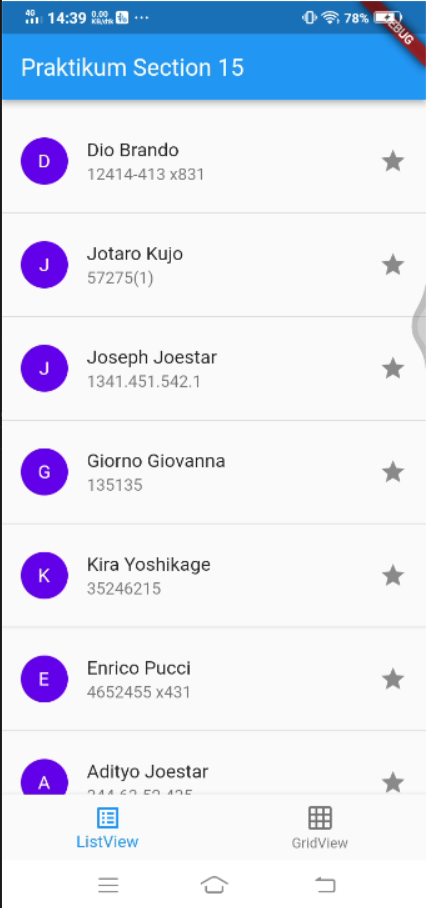 4G 14:39 0.00 KB/s ... 78%
DEBUG
Praktikum Section 15
D
Dio Brando
12414-413 x831
J
Jotaro Kujo
57275(1)
J
Joseph Joestar
1341.451.542.1
G
Giorno Giovanna
135135
K
Kira Yoshikage
35246215
E
Enrico Pucci
4652455 x431
A
Adityo Joestar
ListView
GridView